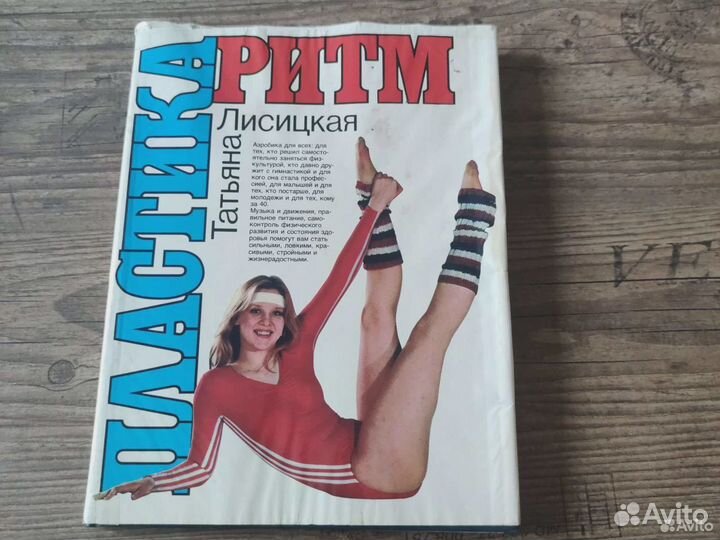 РИТМ
ПЛАСТИКА
Татьяна
Лисицкая
Аэробика для всех: для
тех, кто решил самосто-
ятельно заняться физ-
культурой, кто давно дру-
жит с гимнастикой и для
кого она стала профес-
сией, для малышей и для
тех, кто постарше, для
молодежи и для тех, кому
за 40.
Музыка и движения, пра-
вильное питание, само-
контроль физического
развития и состояния здо-
ровья помогут вам стать
сильными, ловкими, кра-
сивыми, стройными и
жизнерадостными.
VE
Avito
Avito